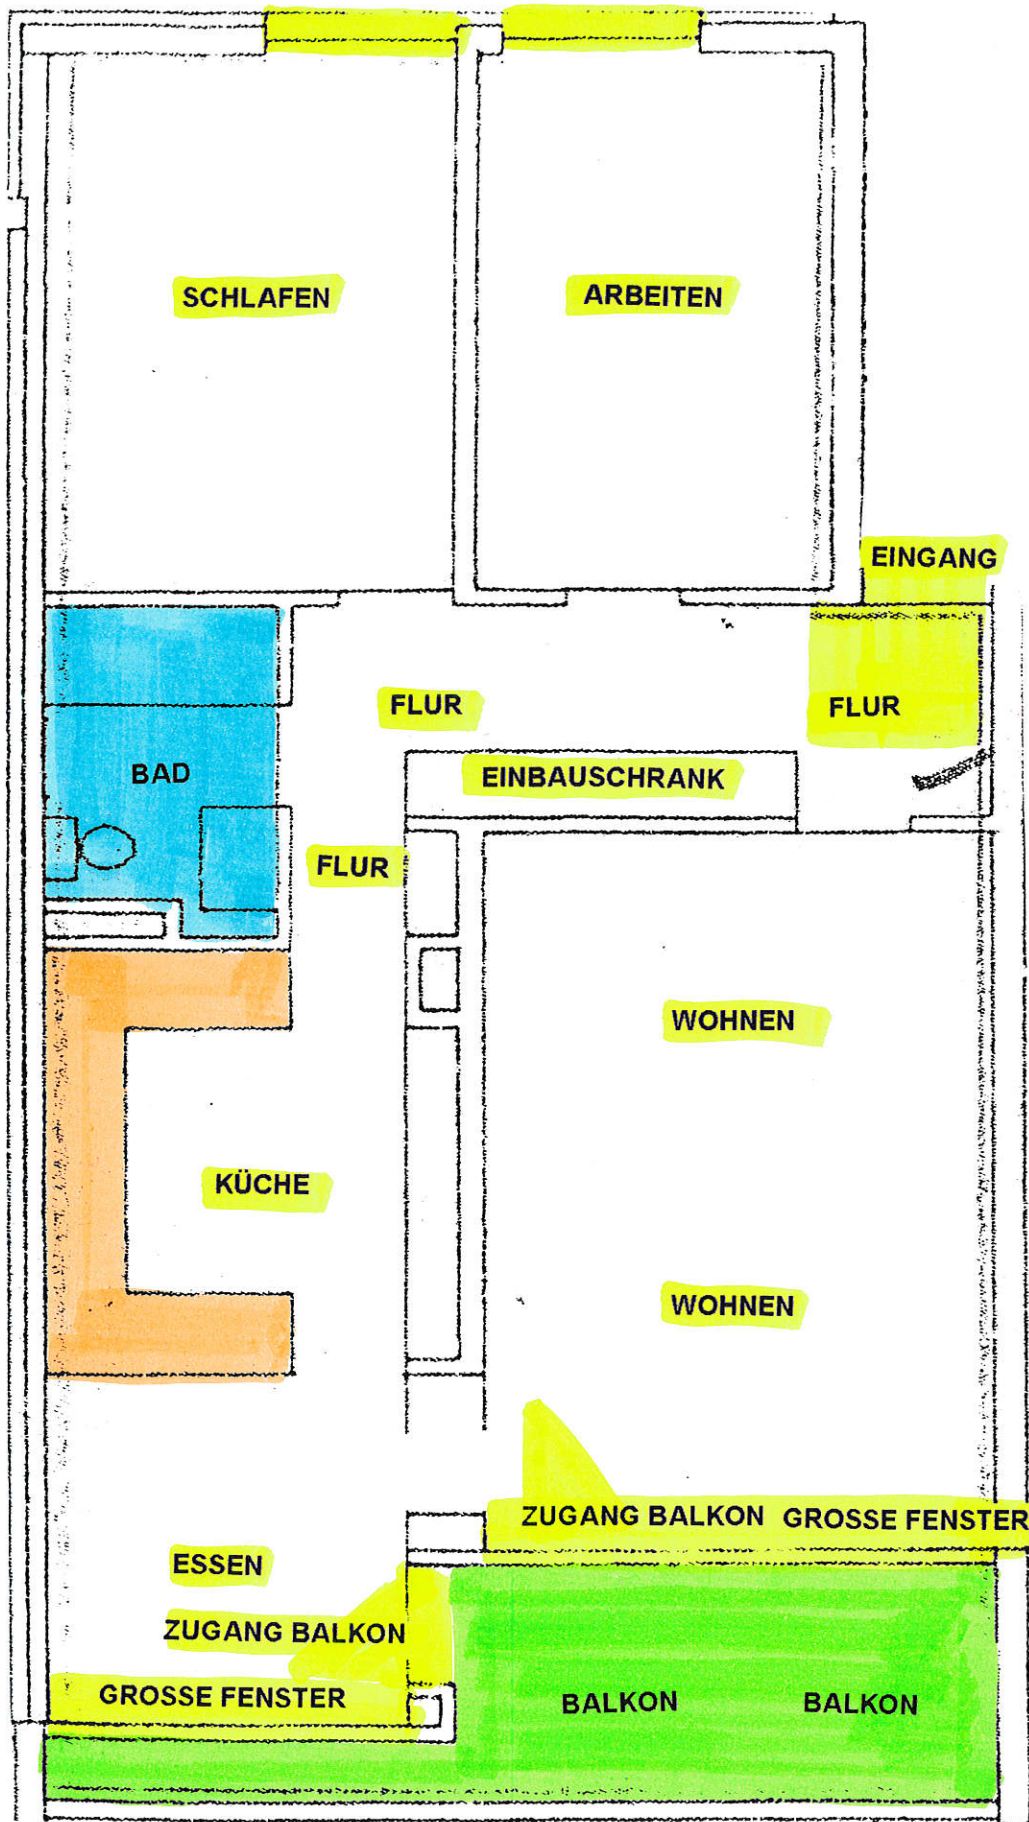 SCHLAFEN
ARBEITEN
EINGANG
FLUR
FLUR
BAD
EINBAUSCHRANK
FLUR
WOHNEN
KÜCHE
WOHNEN
ZUGANG BALKON GROSSE FENSTER
ESSEN
ZUGANG BALKON
GROSSE FENSTER
BALKON BALKON